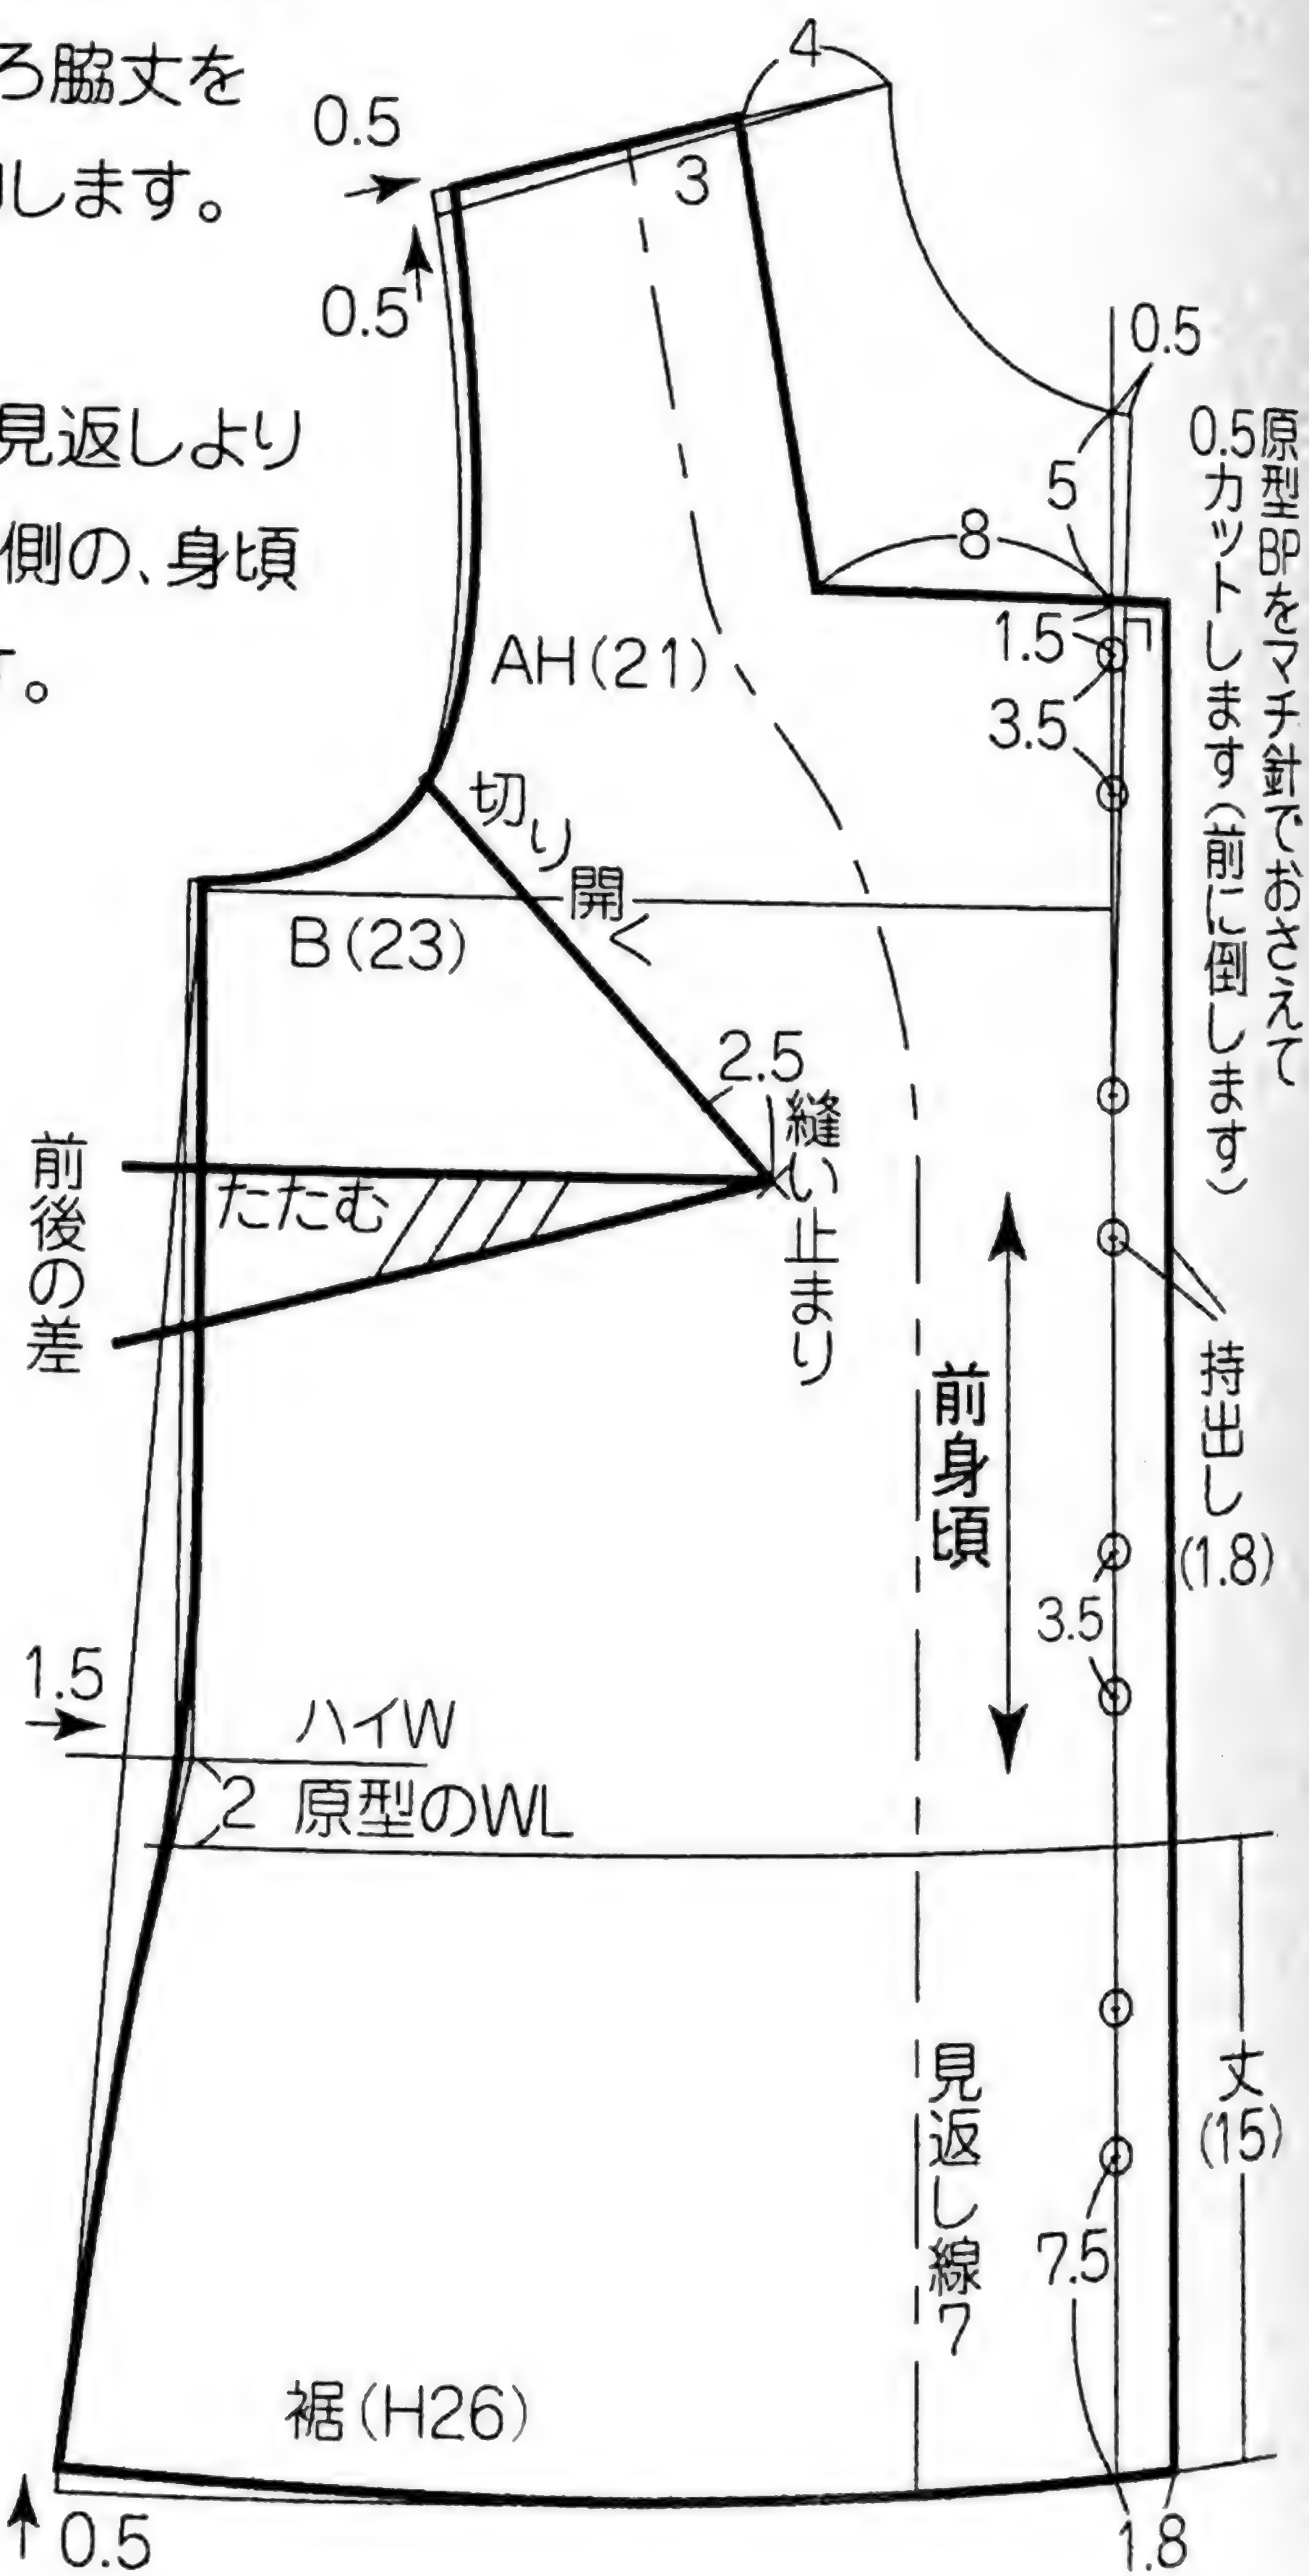 ろ脇丈を
します。
見返しより
側の、身頃
す。
4
0.5
3
0.5
0.5
原型BPをマチ針でおさえて
0.5カットします(前に倒します)
5
8
1.5
AH(21)
3.5
切り開く
B(23)
2.5
縫い止まり
前後の差
たたむ
前身頃
持出し
(1.8)
3.5
1.5
ハイW
2
原型のWL
丈
(15)
見返し線7
7.5
裾(H26)
0.5
1.8